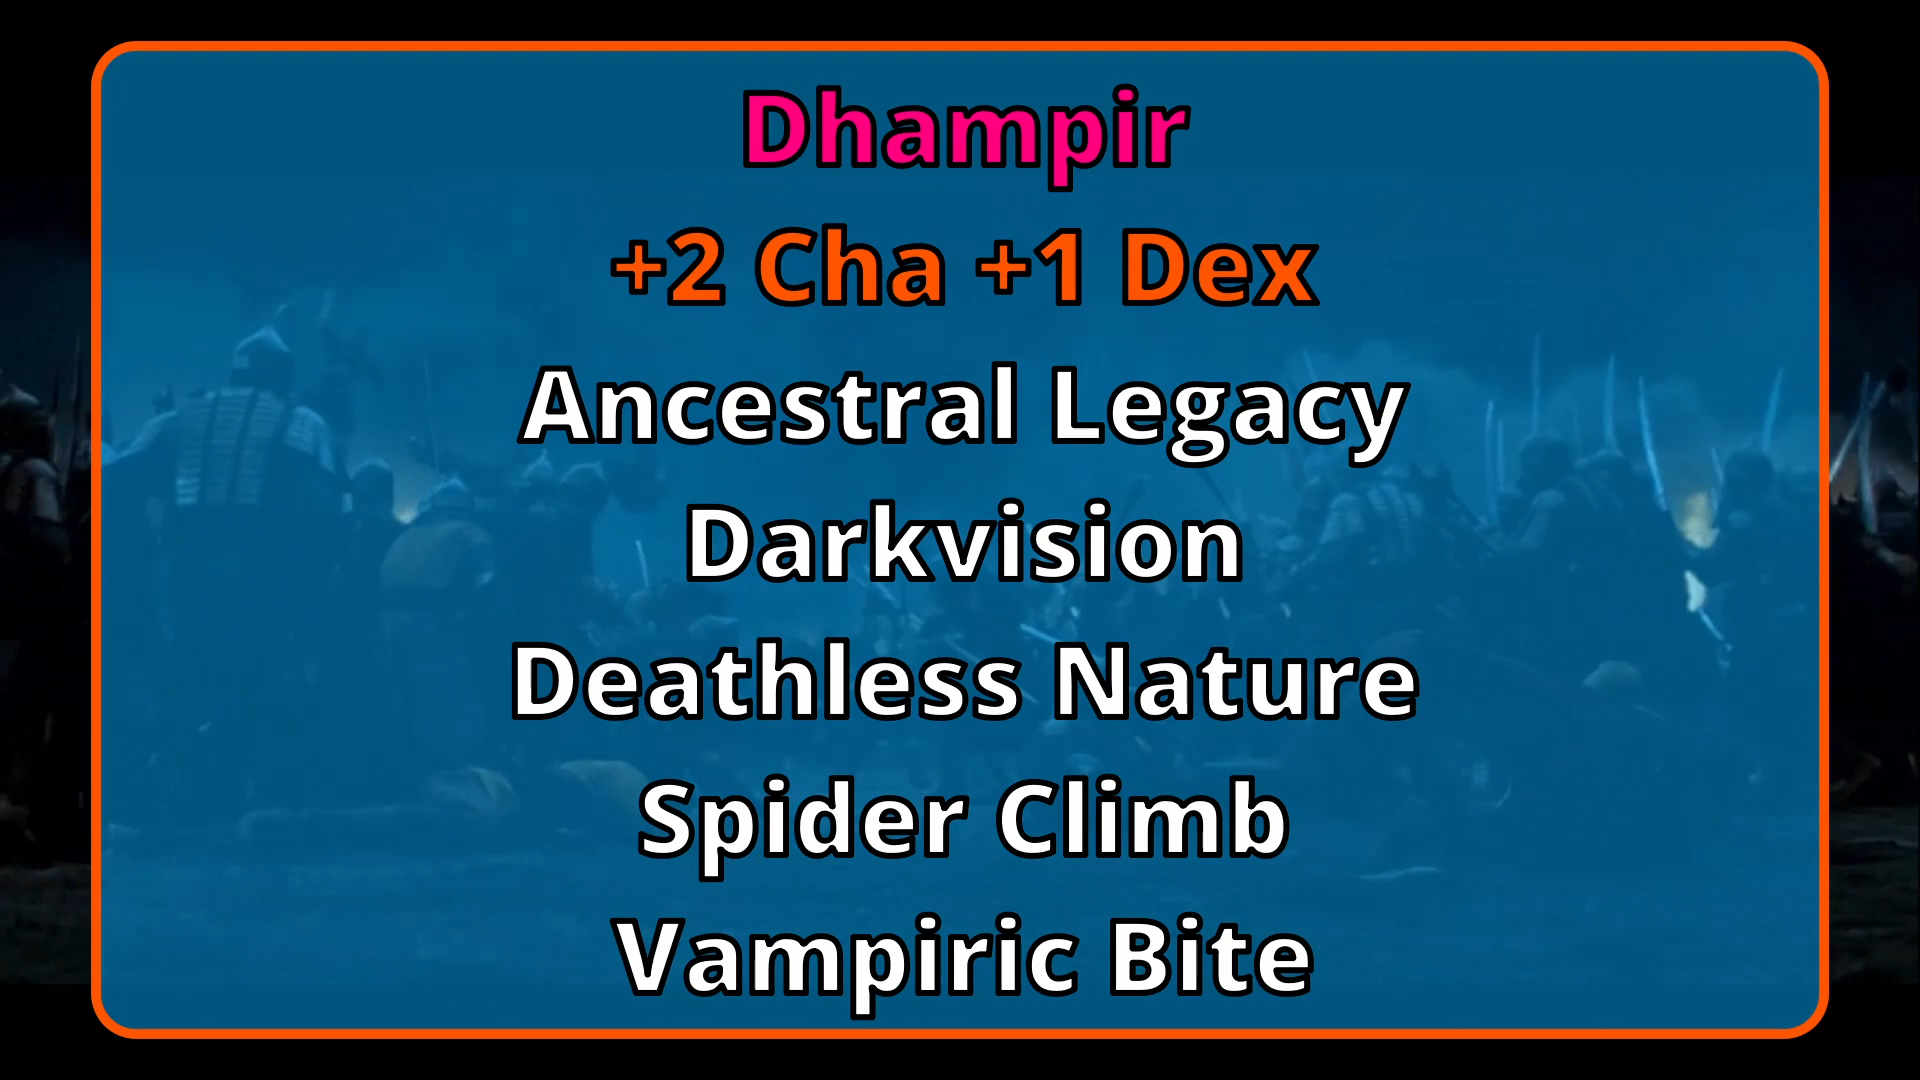 Dhampir
+2 Cha +1 Dex
Ancestral Legacy
Darkvision
Deathless Nature
Spider Climb
Vampiric Bite